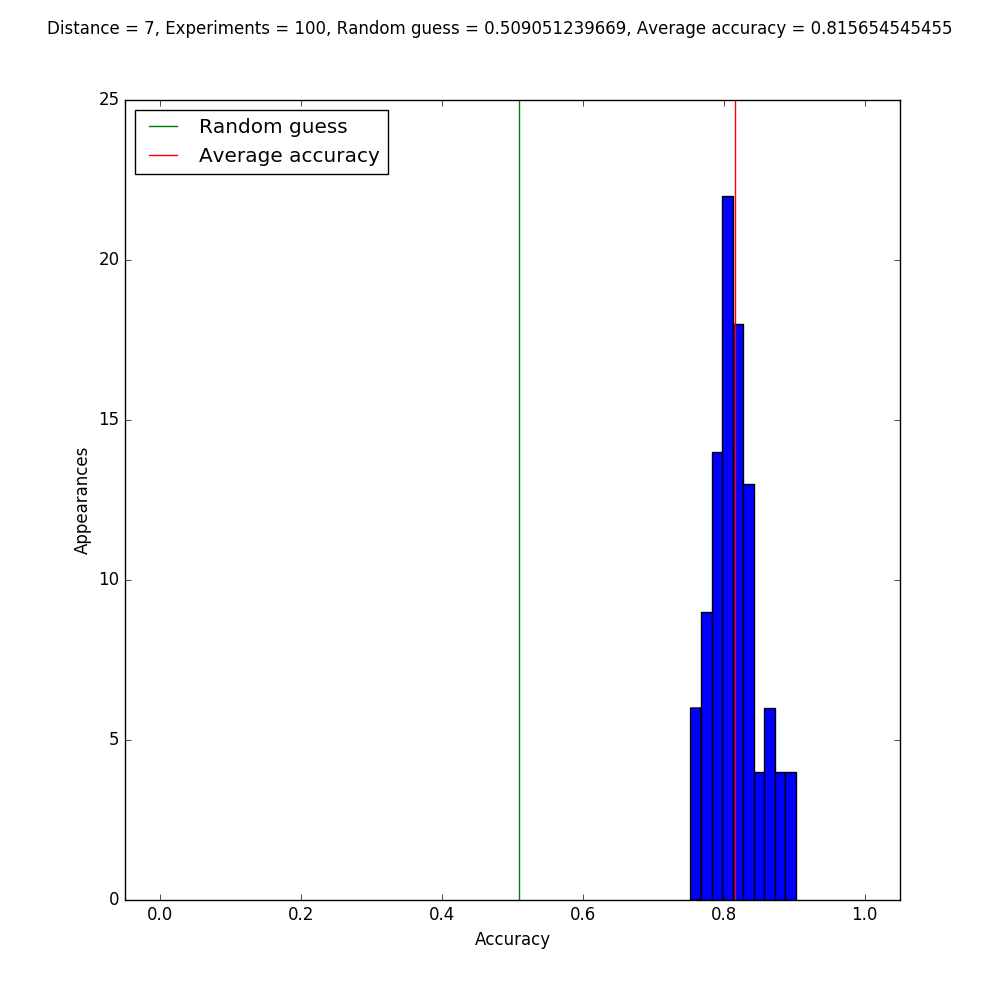 Distance = 7, Experiments = 100, Random guess = 0.509051239669, Average accuracy = 0.815654545455
25
Random guess
Average accuracy
20
15
Appearances
10
5
0
0.0 0.2 0.4 0.6 0.8 1.0
Accuracy